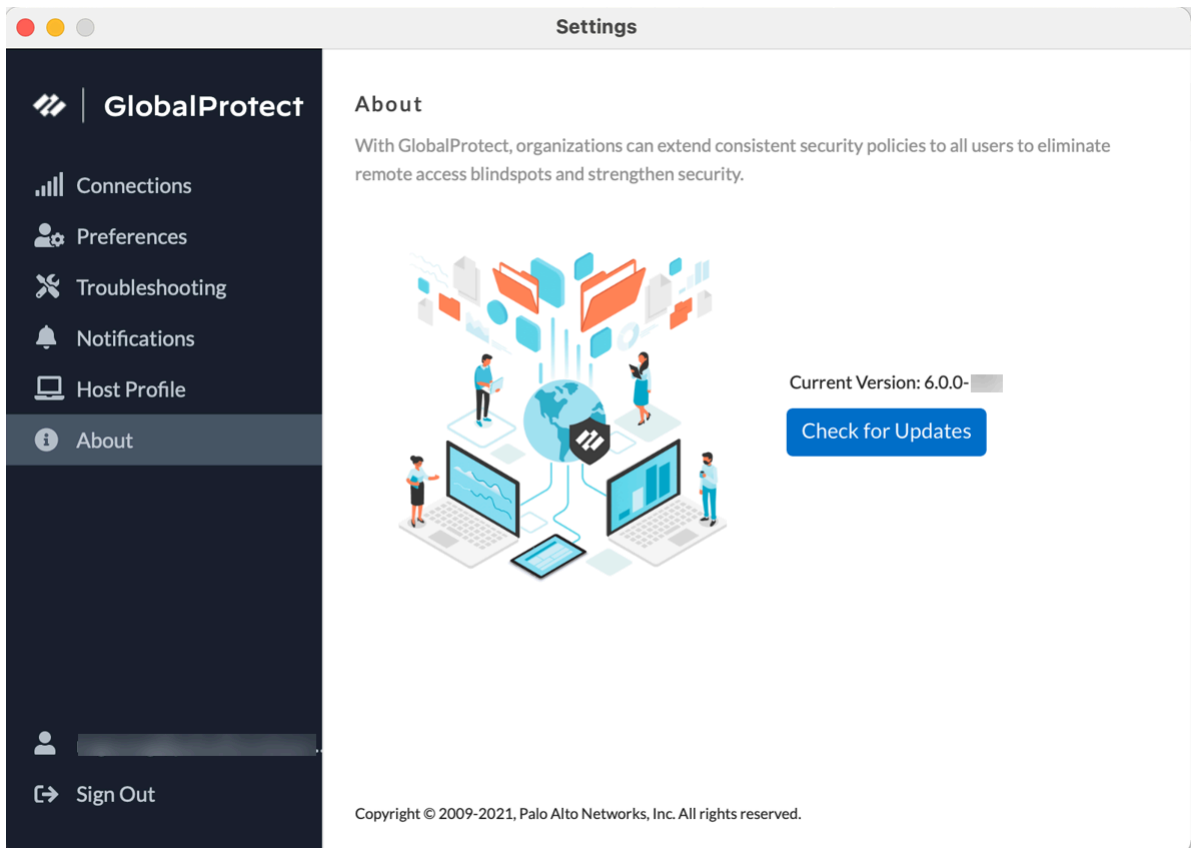 Settings
GlobalProtect
Connections
Preferences
Troubleshooting
Notifications
Host Profile
About
Sign Out
About
With GlobalProtect, organizations can extend consistent security policies to all users to eliminate
remote access blindspots and strengthen security.
Current Version: 6.0.0-
Check for Updates
Copyright © 2009-2021, Palo Alto Networks, Inc. All rights reserved.